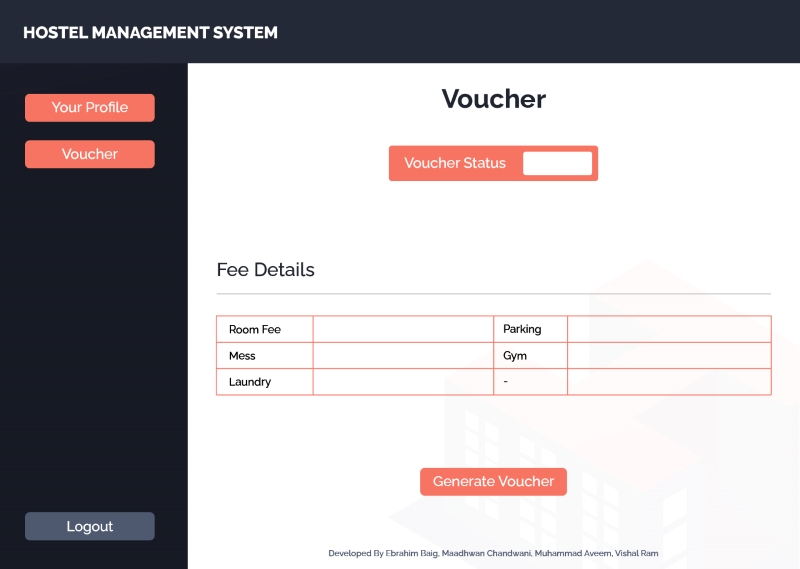 HOSTEL MANAGEMENT SYSTEM
Your Profile
Voucher
Logout
Voucher
Voucher Status
Fee Details
Room Fee Parking
Mess Gym
Laundry -
Generate Voucher
Developed By Ebrahim Baig, Maadhwan Chandwani, Muhammad Aveem, Vishal Ram